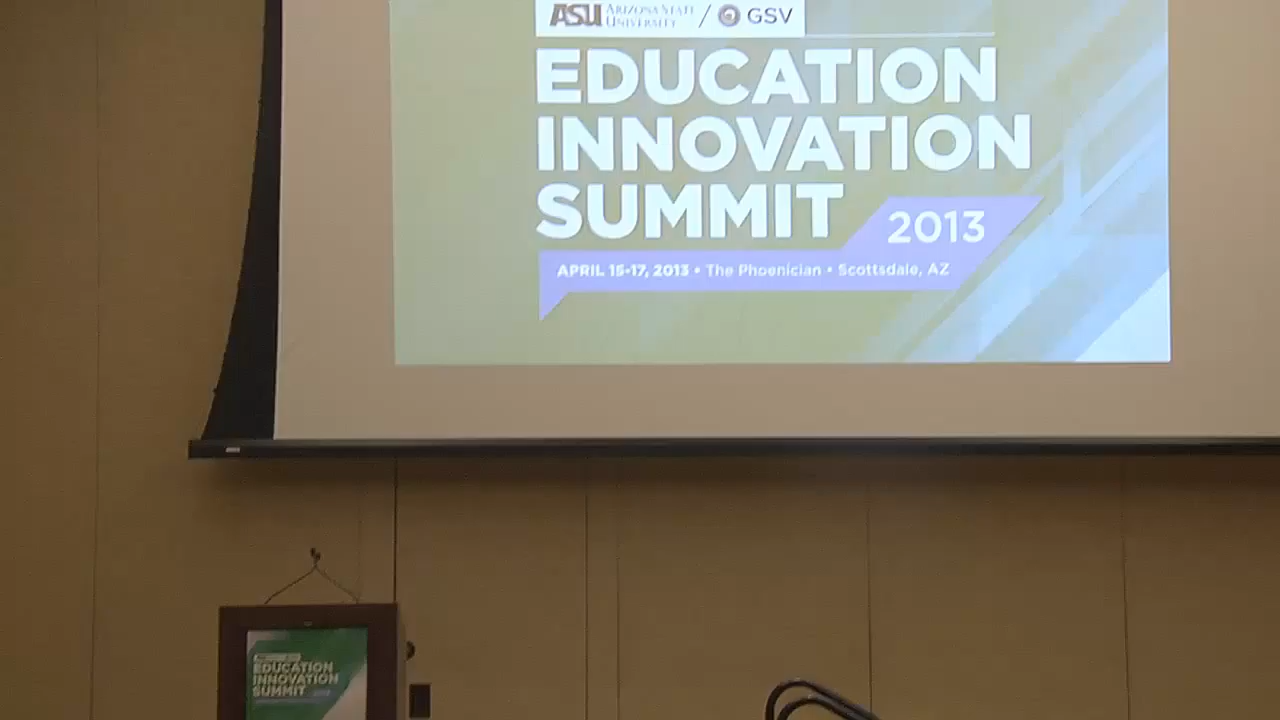 ASU ARIZONA STATE UNIVERSITY / GSV
EDUCATION
INNOVATION
SUMMIT
2013
APRIL 15-17, 2013 • The Phoenician • Scottsdale, AZ
EDUCATION
INNOVATION
SUMMIT